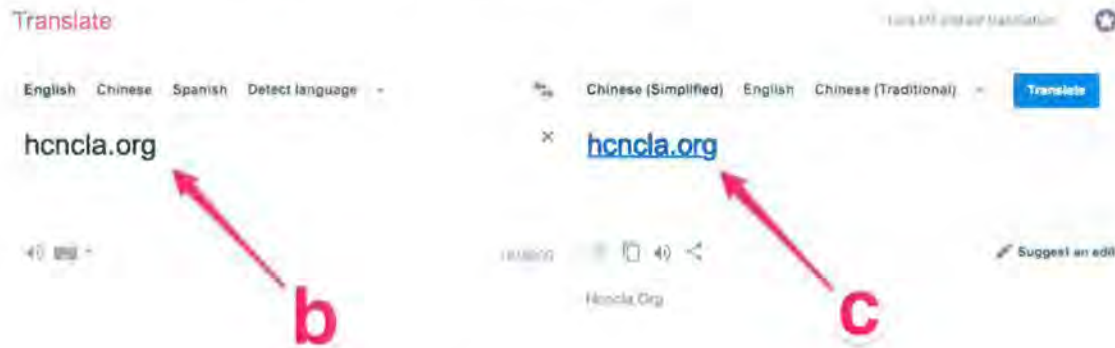 Translate
English Chinese Spanish Detect language
Chinese (Simplified) English Chinese (Traditional) Translate
hcncla.org
hcncla.org
Suggest an edit
Hcncla.Org
b
c